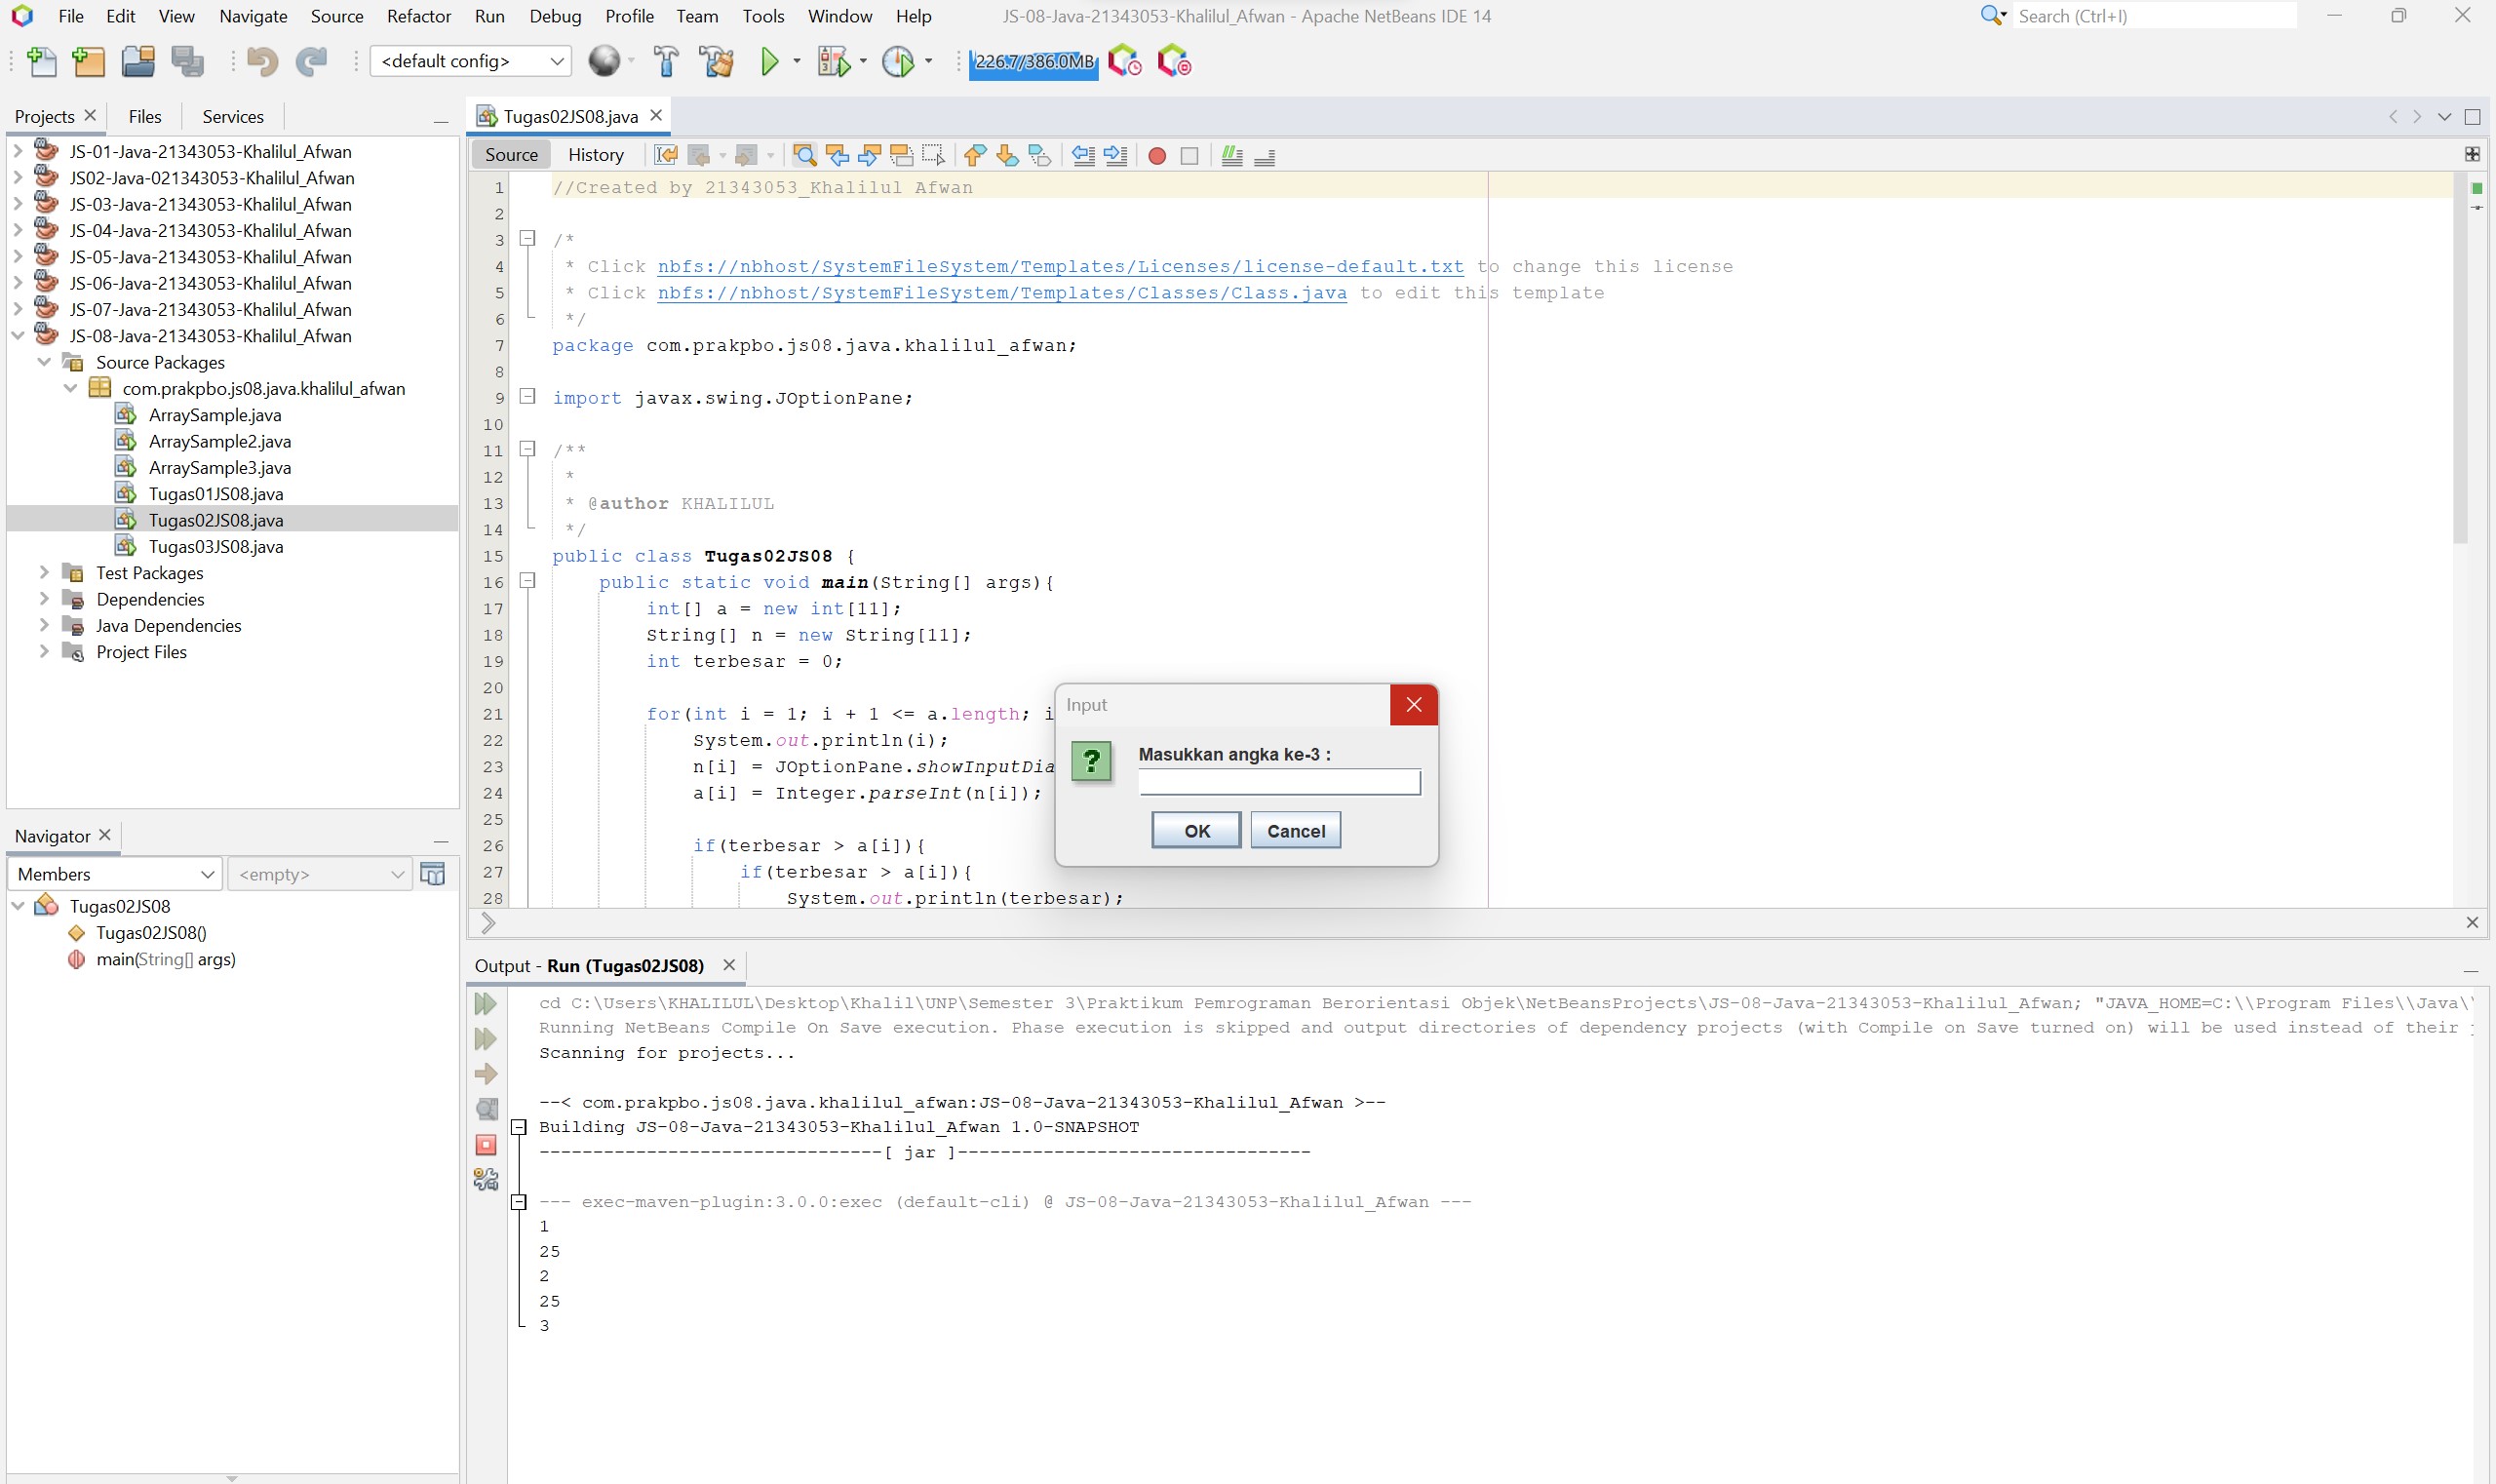 File Edit View Navigate Source Refactor Run Debug Profile Team Tools Window Help JS-08-Java-21343053-Khalilul_Afwan - Apache NetBeans IDE 14 Search (Ctrl+I)
<default config> 226.7/386.0MB
Projects Files Services
JS-01-Java-21343053-Khalilul_Afwan
JS02-Java-021343053-Khalilul_Afwan
JS-03-Java-21343053-Khalilul_Afwan
JS-04-Java-21343053-Khalilul_Afwan
JS-05-Java-21343053-Khalilul_Afwan
JS-06-Java-21343053-Khalilul_Afwan
JS-07-Java-21343053-Khalilul_Afwan
JS-08-Java-21343053-Khalilul_Afwan
Source Packages
com.prakpbo.js08.java.khalilul_afwan
ArraySample.java
ArraySample2.java
ArraySample3.java
Tugas01JS08.java
Tugas02JS08.java
Tugas03JS08.java
Test Packages
Dependencies
Java Dependencies
Project Files
Navigator
Members <empty>
Tugas02JS08
Tugas02JS08()
main(String[] args)
Tugas02JS08.java
Source History
1 //Created by 21343053_Khalilul Afwan
2
3 /*
4 * Click nbfs://nbhost/SystemFileSystem/Templates/Licenses/license-default.txt to change this license
5 * Click nbfs://nbhost/SystemFileSystem/Templates/Classes/Class.java to edit this template
6 */
7 package com.prakpbo.js08.java.khalilul_afwan;
8
9 import javax.swing.JOptionPane;
10
11 /**
12 *
13 * @author KHALILUL
14 */
15 public class Tugas02JS08 {
16 public static void main(String[] args){
17 int[] a = new int[11];
18 String[] n = new String[11];
19 int terbesar = 0;
20
21 for(int i = 1; i + 1 <= a.length; i
22 System.out.println(i);
23 n[i] = JOptionPane.showInputDia
24 a[i] = Integer.parseInt(n[i]);
25
26 if(terbesar > a[i]){
27 if(terbesar > a[i]){
28 System.out.println(terbesar);
Input
Masukkan angka ke-3 :
OK Cancel
Output - Run (Tugas02JS08)
cd C:\Users\KHALILUL\Desktop\Khalil\UNP\Semester 3\Praktikum Pemrograman Berorientasi Objek\NetBeansProjects\JS-08-Java-21343053-Khalilul_Afwan; "JAVA_HOME=C:\\Program Files\\Java\
Running NetBeans Compile On Save execution. Phase execution is skipped and output directories of dependency projects (with Compile on Save turned on) will be used instead of their
Scanning for projects...
--< com.prakpbo.js08.java.khalilul_afwan:JS-08-Java-21343053-Khalilul_Afwan >--
Building JS-08-Java-21343053-Khalilul_Afwan 1.0-SNAPSHOT
--------------------------------[ jar ]---------------------------------
--- exec-maven-plugin:3.0.0:exec (default-cli) @ JS-08-Java-21343053-Khalilul_Afwan ---
1
25
2
25
3